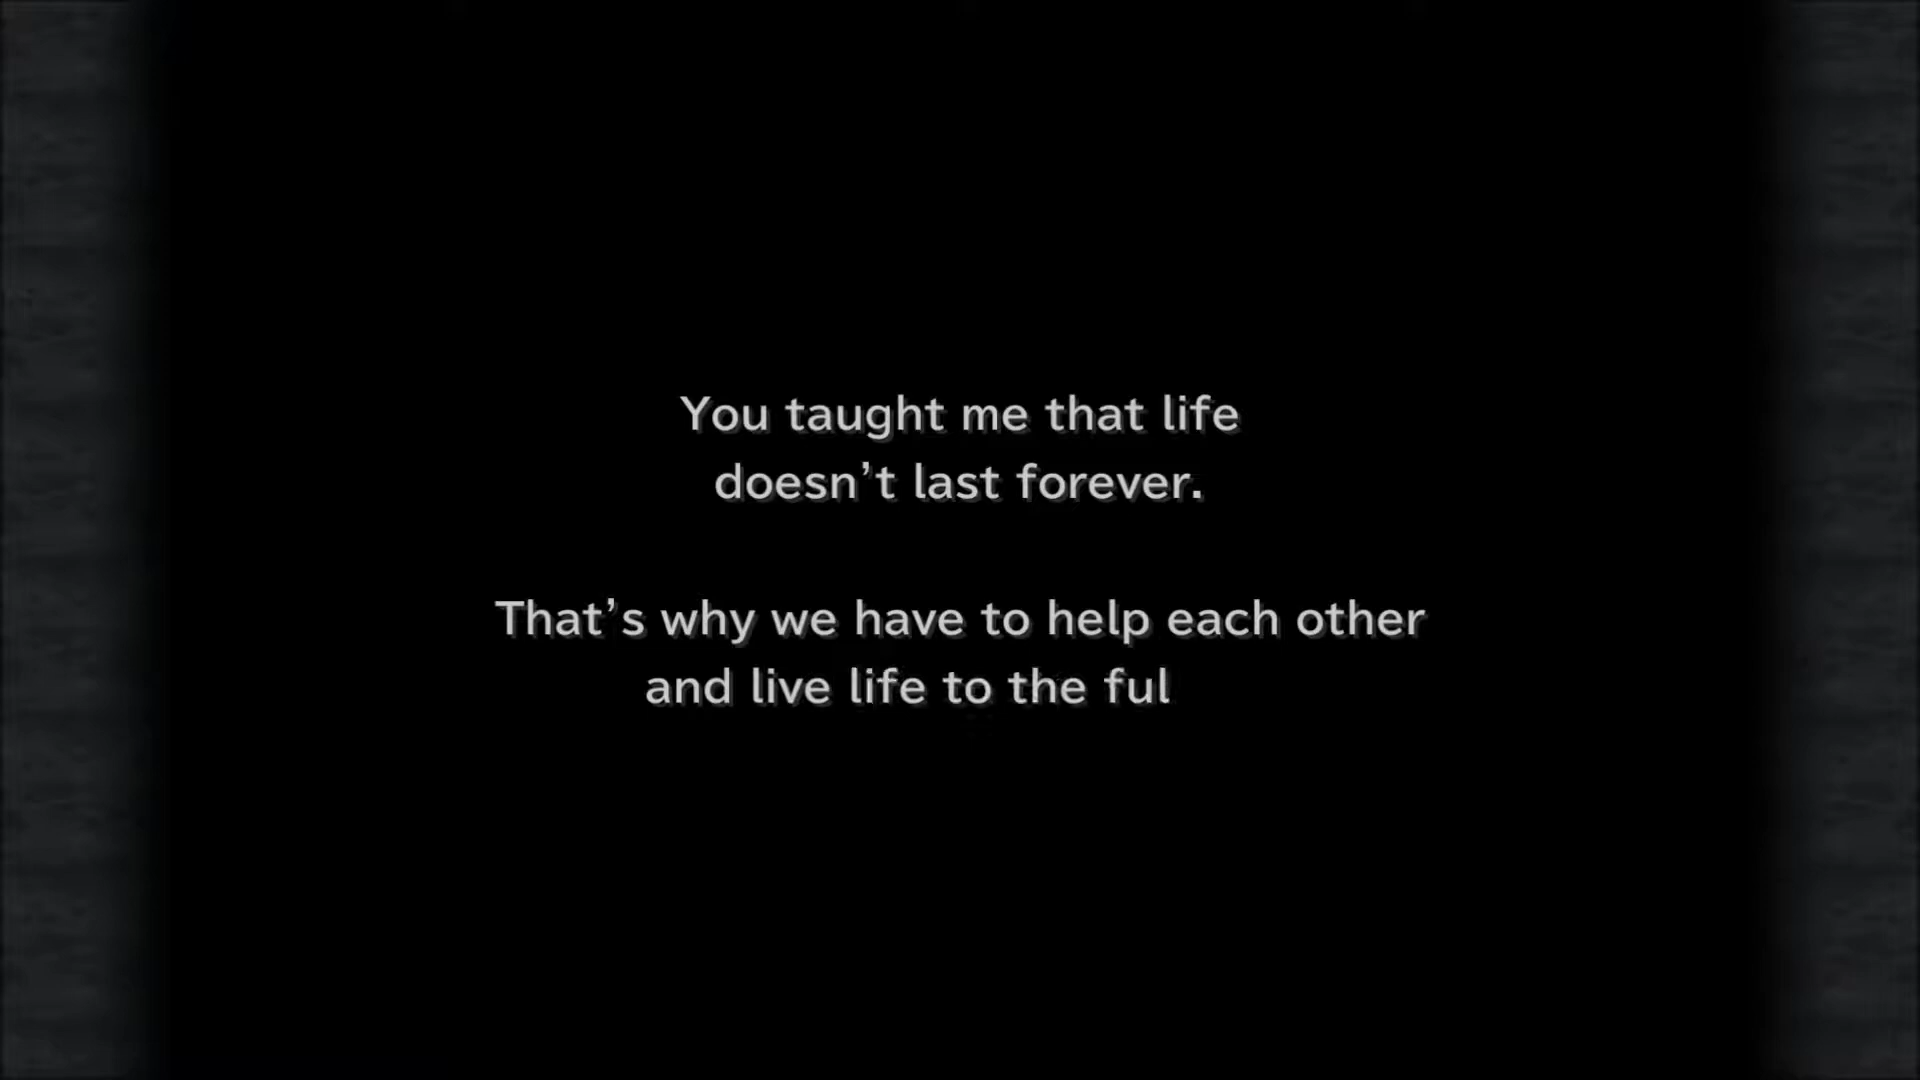 You taught me that life
doesn’t last forever.
That’s why we have to help each other
and live life to the ful